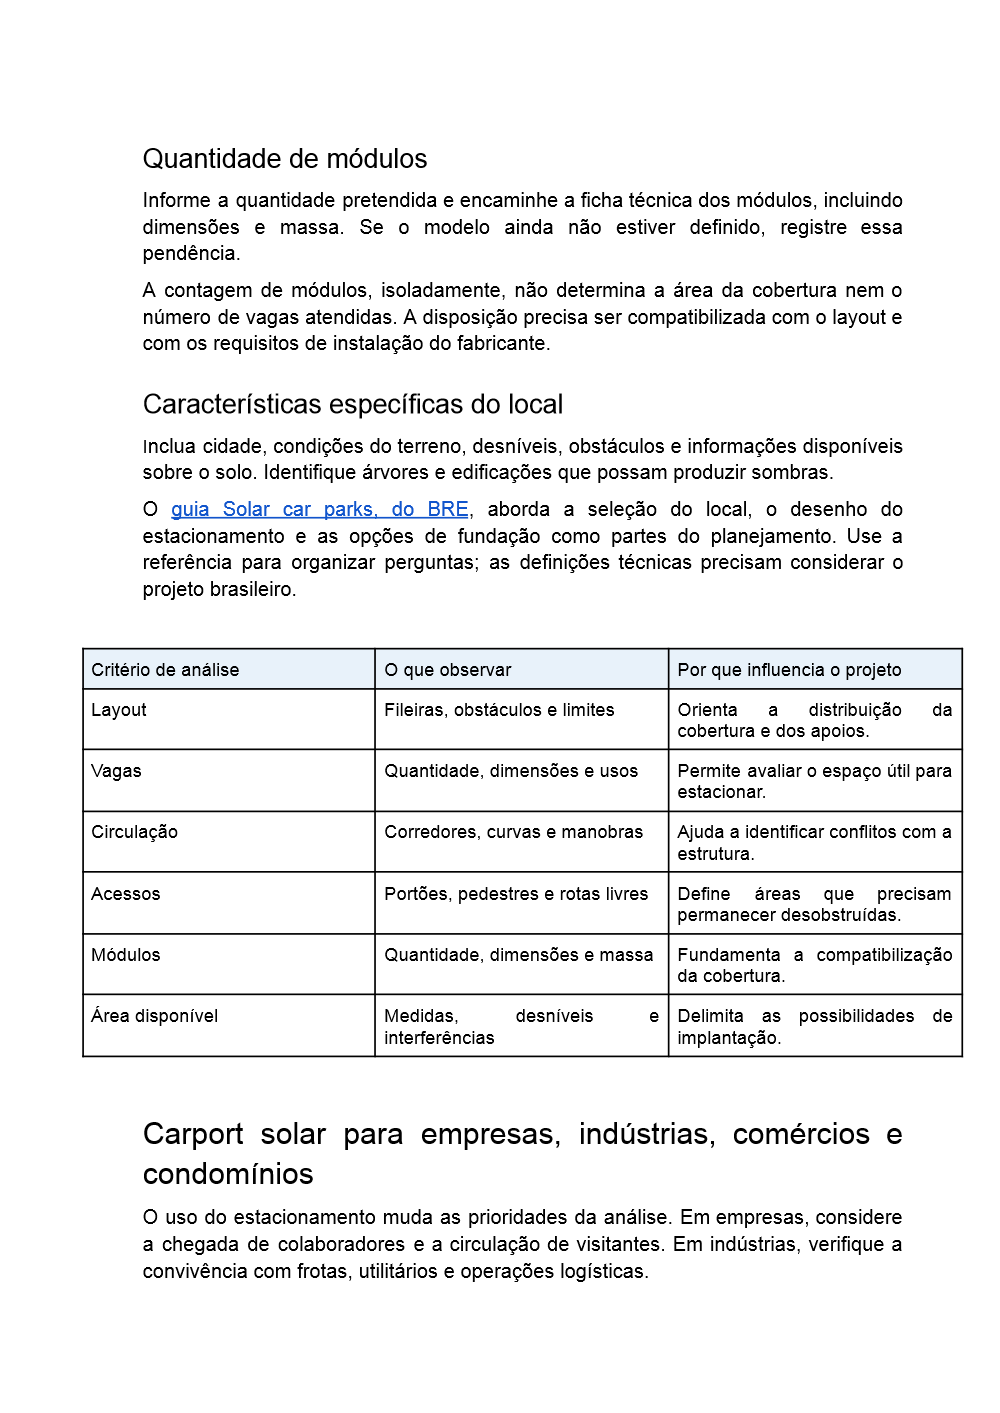 Quantidade de módulos
Informe a quantidade pretendida e encaminhe a ficha técnica dos módulos, incluindo
dimensões e massa. Se o modelo ainda não estiver definido, registre essa
pendência.
A contagem de módulos, isoladamente, não determina a área da cobertura nem o
número de vagas atendidas. A disposição precisa ser compatibilizada com o layout e
com os requisitos de instalação do fabricante.
Características específicas do local
Inclua cidade, condições do terreno, desníveis, obstáculos e informações disponíveis
sobre o solo. Identifique árvores e edificações que possam produzir sombras.
O guia Solar car parks, do BRE, aborda a seleção do local, o desenho do
estacionamento e as opções de fundação como partes do planejamento. Use a
referência para organizar perguntas; as definições técnicas precisam considerar o
projeto brasileiro.
Critério de análise
O que observar
Por que influencia o projeto
Layout
Fileiras, obstáculos e limites
Orienta a distribuição da
cobertura e dos apoios.
Vagas
Quantidade, dimensões e usos
Permite avaliar o espaço útil para
estacionar.
Circulação
Corredores, curvas e manobras
Ajuda a identificar conflitos com a
estrutura.
Acessos
Portões, pedestres e rotas livres
Define áreas que precisam
permanecer desobstruídas.
Módulos
Quantidade, dimensões e massa
Fundamenta a compatibilização
da cobertura.
Área disponível
Medidas, desníveis e
interferências
Delimita as possibilidades de
implantação.
Carport solar para empresas, indústrias, comércios e
condomínios
O uso do estacionamento muda as prioridades da análise. Em empresas, considere
a chegada de colaboradores e a circulação de visitantes. Em indústrias, verifique a
convivência com frotas, utilitários e operações logísticas.